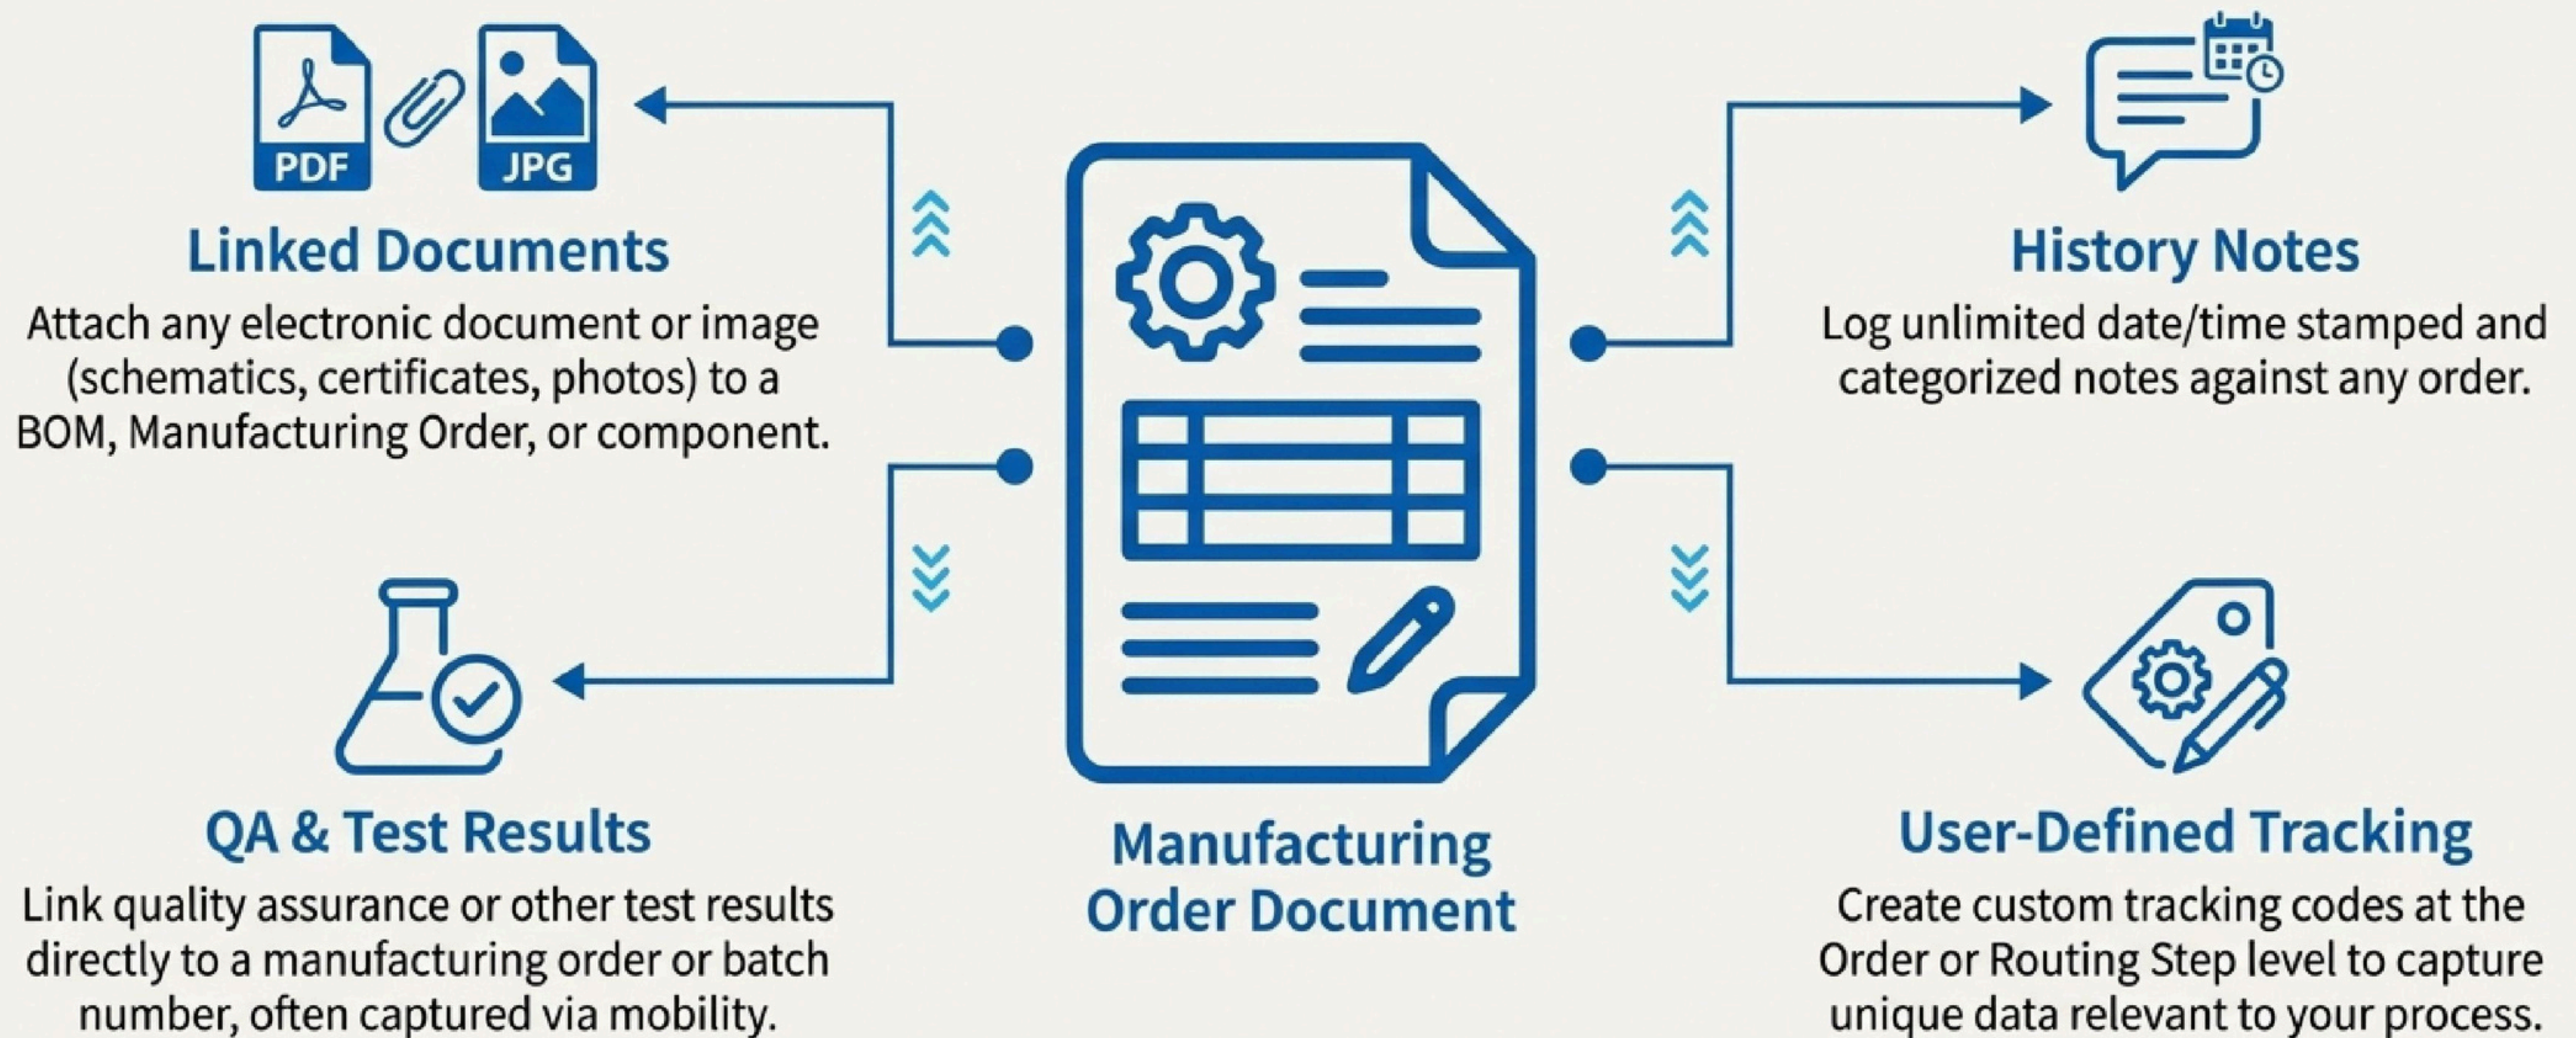 PDF
JPG
Linked Documents
Attach any electronic document or image
(schematics, certificates, photos) to a
BOM, Manufacturing Order, or component.
History Notes
Log unlimited date/time stamped and
categorized notes against any order.
QA & Test Results
Link quality assurance or other test results
directly to a manufacturing order or batch
number, often captured via mobility.
Manufacturing
Order Document
User-Defined Tracking
Create custom tracking codes at the
Order or Routing Step level to capture
unique data relevant to your process.